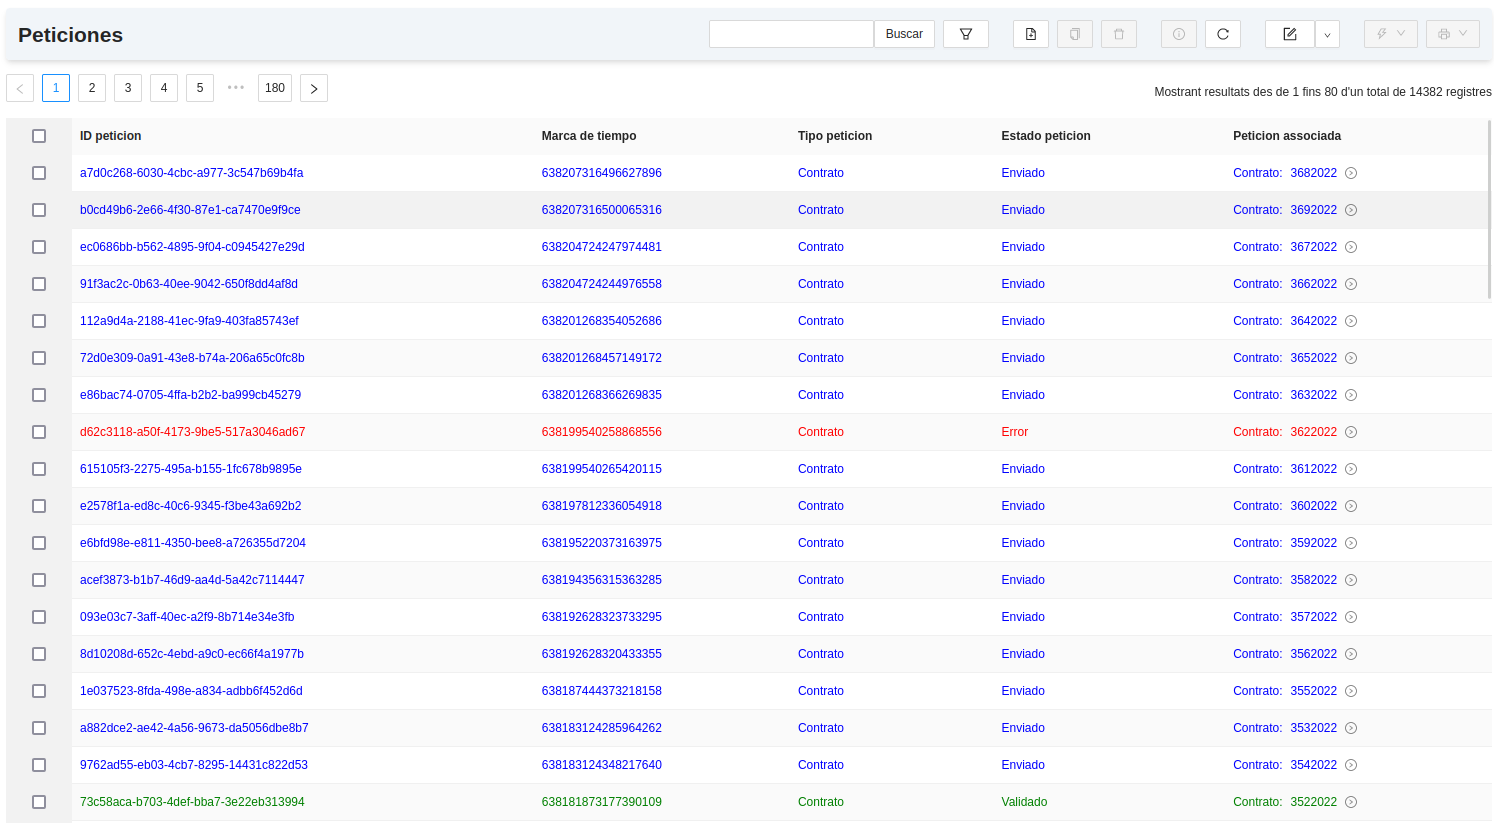 Peticiones Buscar
1 2 3 4 5 ••• 180 Mostrant resultats des de 1 fins 80 d'un total de 14382 registres
ID peticion Marca de tiempo Tipo peticion Estado peticion Peticion associada
a7d0c268-6030-4cbc-a977-3c547b69b4fa 638207316496627896 Contrato Enviado Contrato: 3682022
b0cd49b6-2e66-4f30-87e1-ca7470e9f9ce 638207316500065316 Contrato Enviado Contrato: 3692022
ec0686bb-b562-4895-9f04-c0945427e29d 638204724247974481 Contrato Enviado Contrato: 3672022
91f3ac2c-0b63-40ee-9042-650f8dd4af8d 638204724244976558 Contrato Enviado Contrato: 3662022
112a9d4a-2188-41ec-9fa9-403fa85743ef 638201268354052686 Contrato Enviado Contrato: 3642022
72d0e309-0a91-43e8-b74a-206a65c0fc8b 638201268457149172 Contrato Enviado Contrato: 3652022
e86bac74-0705-4ffa-b2b2-ba999cb45279 638201268366269835 Contrato Enviado Contrato: 3632022
d62c3118-a50f-4173-9be5-517a3046ad67 638199540258868556 Contrato Error Contrato: 3622022
615105f3-2275-495a-b155-1fc678b9895e 638199540265420115 Contrato Enviado Contrato: 3612022
e2578f1a-ed8c-40c6-9345-f3be43a692b2 638197812336054918 Contrato Enviado Contrato: 3602022
e6bfd98e-e811-4350-bee8-a726355d7204 638195220373163975 Contrato Enviado Contrato: 3592022
acef3873-b1b7-46d9-aa4d-5a42c7114447 638194356315363285 Contrato Enviado Contrato: 3582022
093e03c7-3aff-40ec-a2f9-8b714e34e3fb 638192628323733295 Contrato Enviado Contrato: 3572022
8d10208d-652c-4ebd-a9c0-ec66f4a1977b 638192628320433355 Contrato Enviado Contrato: 3562022
1e037523-8fda-498e-a834-adbb6f452d6d 638187444373218158 Contrato Enviado Contrato: 3552022
a882dce2-ae42-4a56-9673-da5056dbe8b7 638183124285964262 Contrato Enviado Contrato: 3532022
9762ad55-eb03-4cb7-8295-14431c822d53 638183124348217640 Contrato Enviado Contrato: 3542022
73c58aca-b703-4def-bba7-3e22eb313994 638181873177390109 Contrato Validado Contrato: 3522022